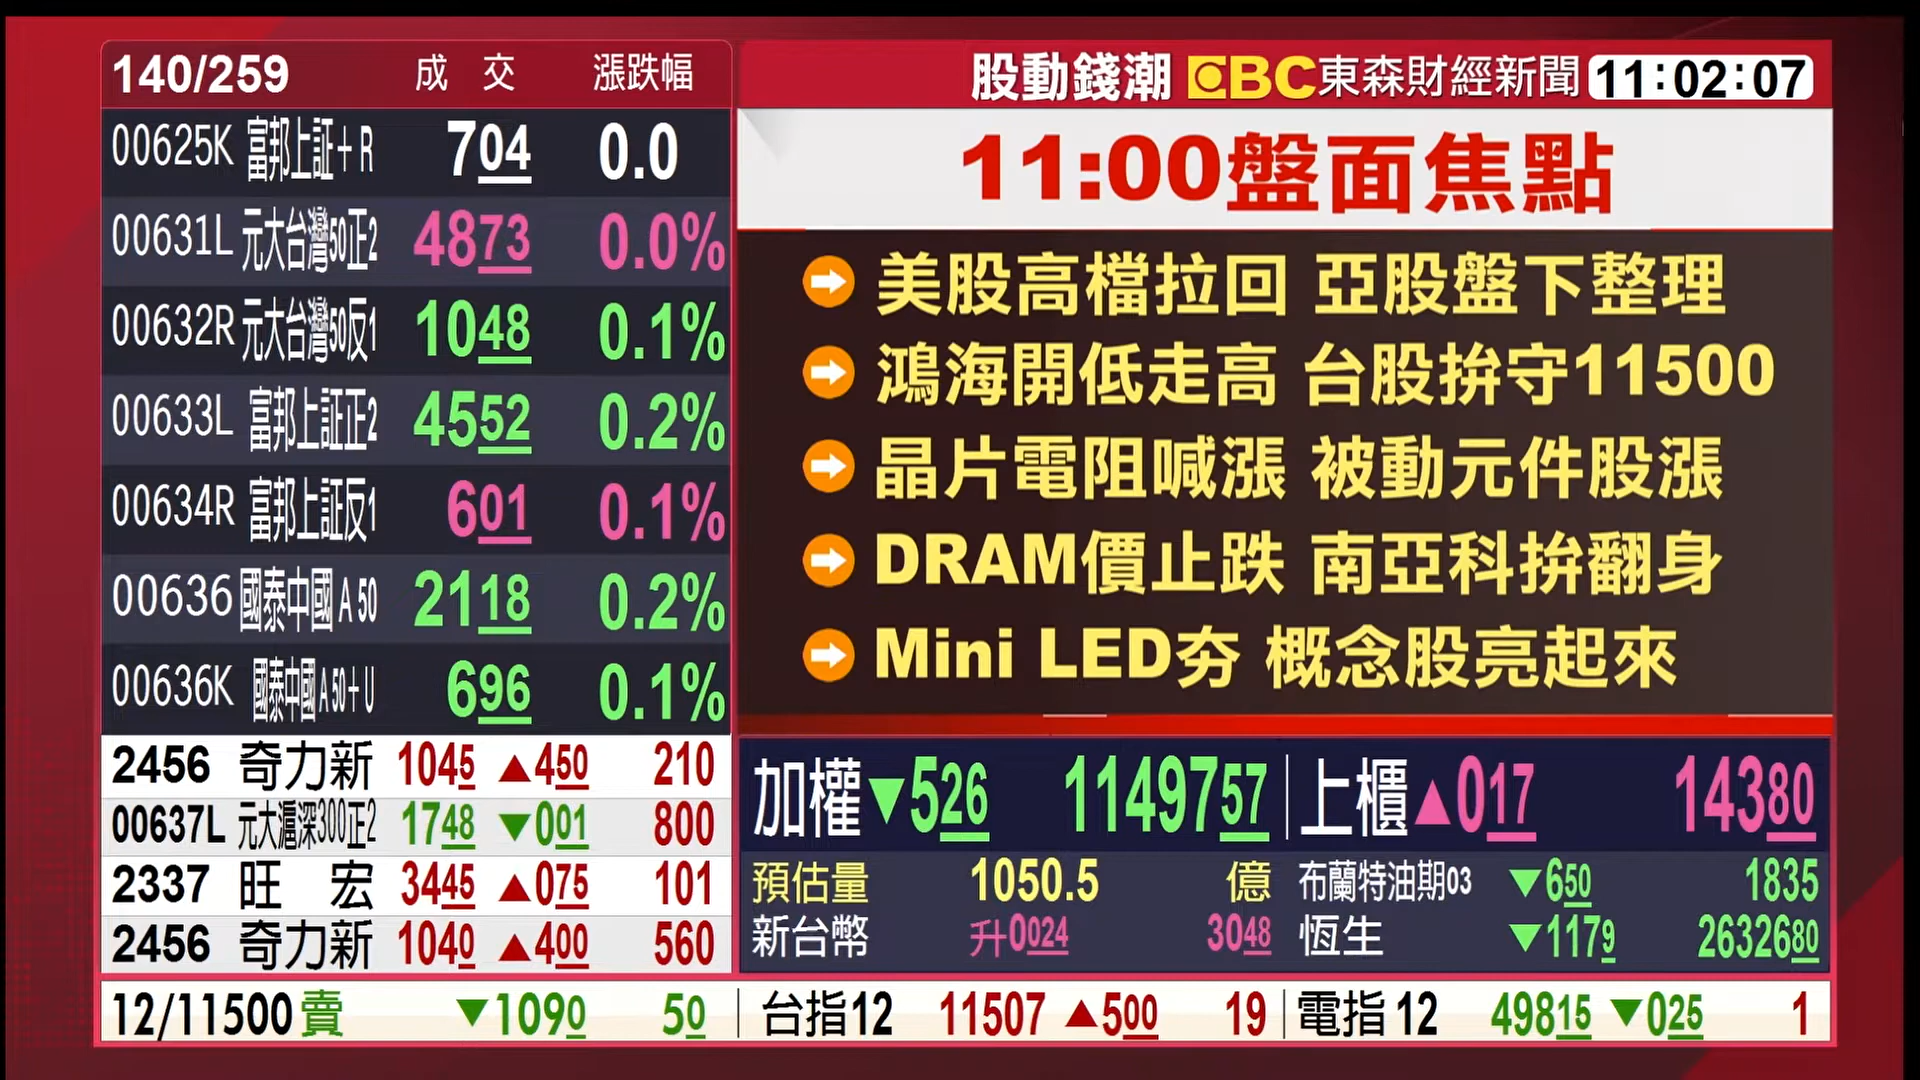 140/259 成 交 漲跌幅
00625K 富邦上証+R 704 0.0
00631L 元大台灣50正2 4873 0.0%
00632R 元大台灣50反1 1048 0.1%
00633L 富邦上証正2 4552 0.2%
00634R 富邦上証反1 601 0.1%
00636 國泰中國A50 2118 0.2%
00636K 國泰中國A50+U 696 0.1%
2456 奇力新 1045 ▲450 210
00637L 元大滬深300正2 1748 ▼001 800
2337 旺 宏 3445 ▲075 101
2456 奇力新 1040 ▲400 560
股動錢潮 EBC東森財經新聞 11:02:07
11:00盤面焦點
美股高檔拉回 亞股盤下整理
鴻海開低走高 台股拚守11500
晶片電阻喊漲 被動元件股漲
DRAM價止跌 南亞科拚翻身
Mini LED夯 概念股亮起來
加權▼526 1149757 上櫃▲017 14380
預估量 1050.5 億 布蘭特油期03 ▼650 1835
新台幣 升0024 3048 恆生 ▼1179 2632680
12/11500賣 ▼1090 50 台指12 11507 ▲500 19 電指12 49815 ▼025 1